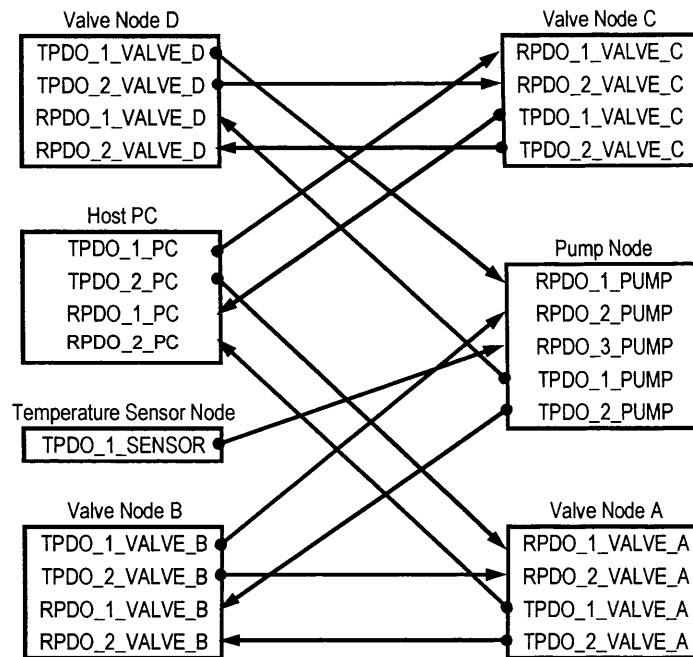 Valve Node D
TPDO_1_VALVE_D
TPDO_2_VALVE_D
RPDO_1_VALVE_D
RPDO_2_VALVE_D
Valve Node C
RPDO_1_VALVE_C
RPDO_2_VALVE_C
TPDO_1_VALVE_C
TPDO_2_VALVE_C
Host PC
TPDO_1_PC
TPDO_2_PC
RPDO_1_PC
RPDO_2_PC
Pump Node
RPDO_1_PUMP
RPDO_2_PUMP
RPDO_3_PUMP
TPDO_1_PUMP
TPDO_2_PUMP
Temperature Sensor Node
TPDO_1_SENSOR
Valve Node B
TPDO_1_VALVE_B
TPDO_2_VALVE_B
RPDO_1_VALVE_B
RPDO_2_VALVE_B
Valve Node A
RPDO_1_VALVE_A
RPDO_2_VALVE_A
TPDO_1_VALVE_A
TPDO_2_VALVE_A